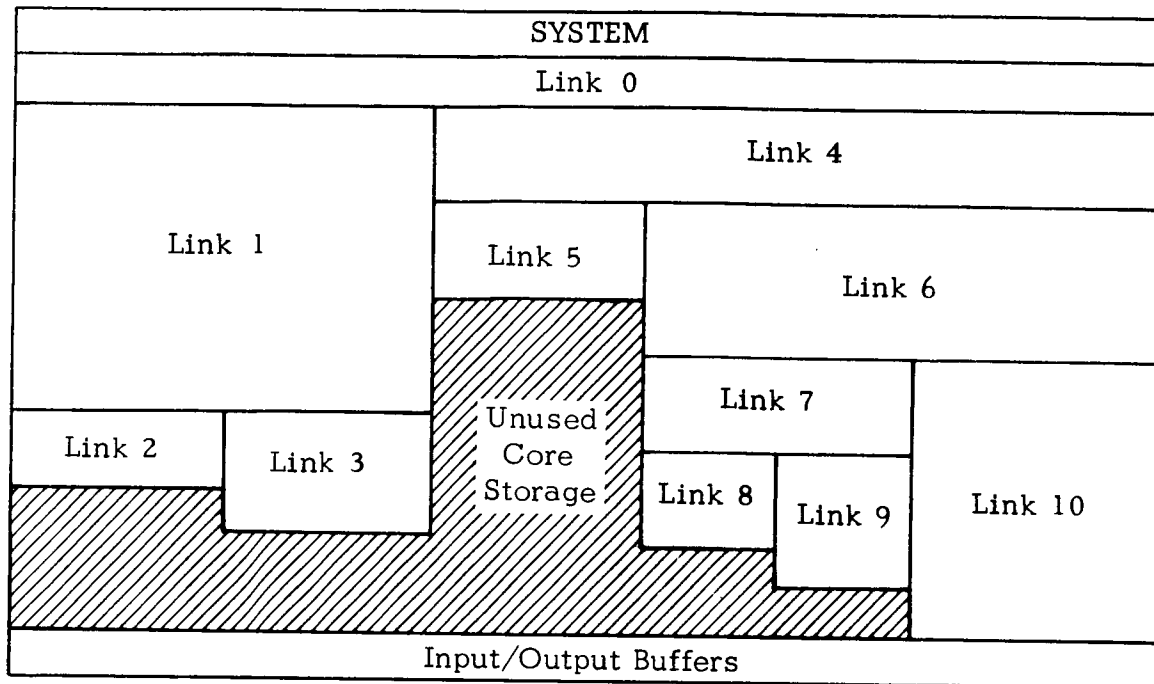 SYSTEM
Link 0
Link 4
Link 1
Link 5
Link 6
Link 7
Unused
Core
Storage
Link 2
Link 3
Link 8
Link 9
Link 10
Input/Output Buffers